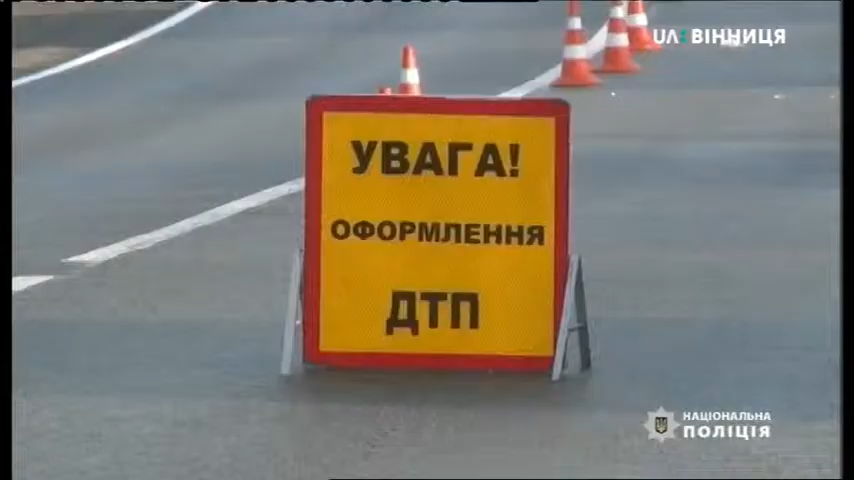 UA:ВІННИЦЯ
УВАГА!
ОФОРМЛЕННЯ
ДТП
НАЦІОНАЛЬНА
ПОЛІЦІЯ